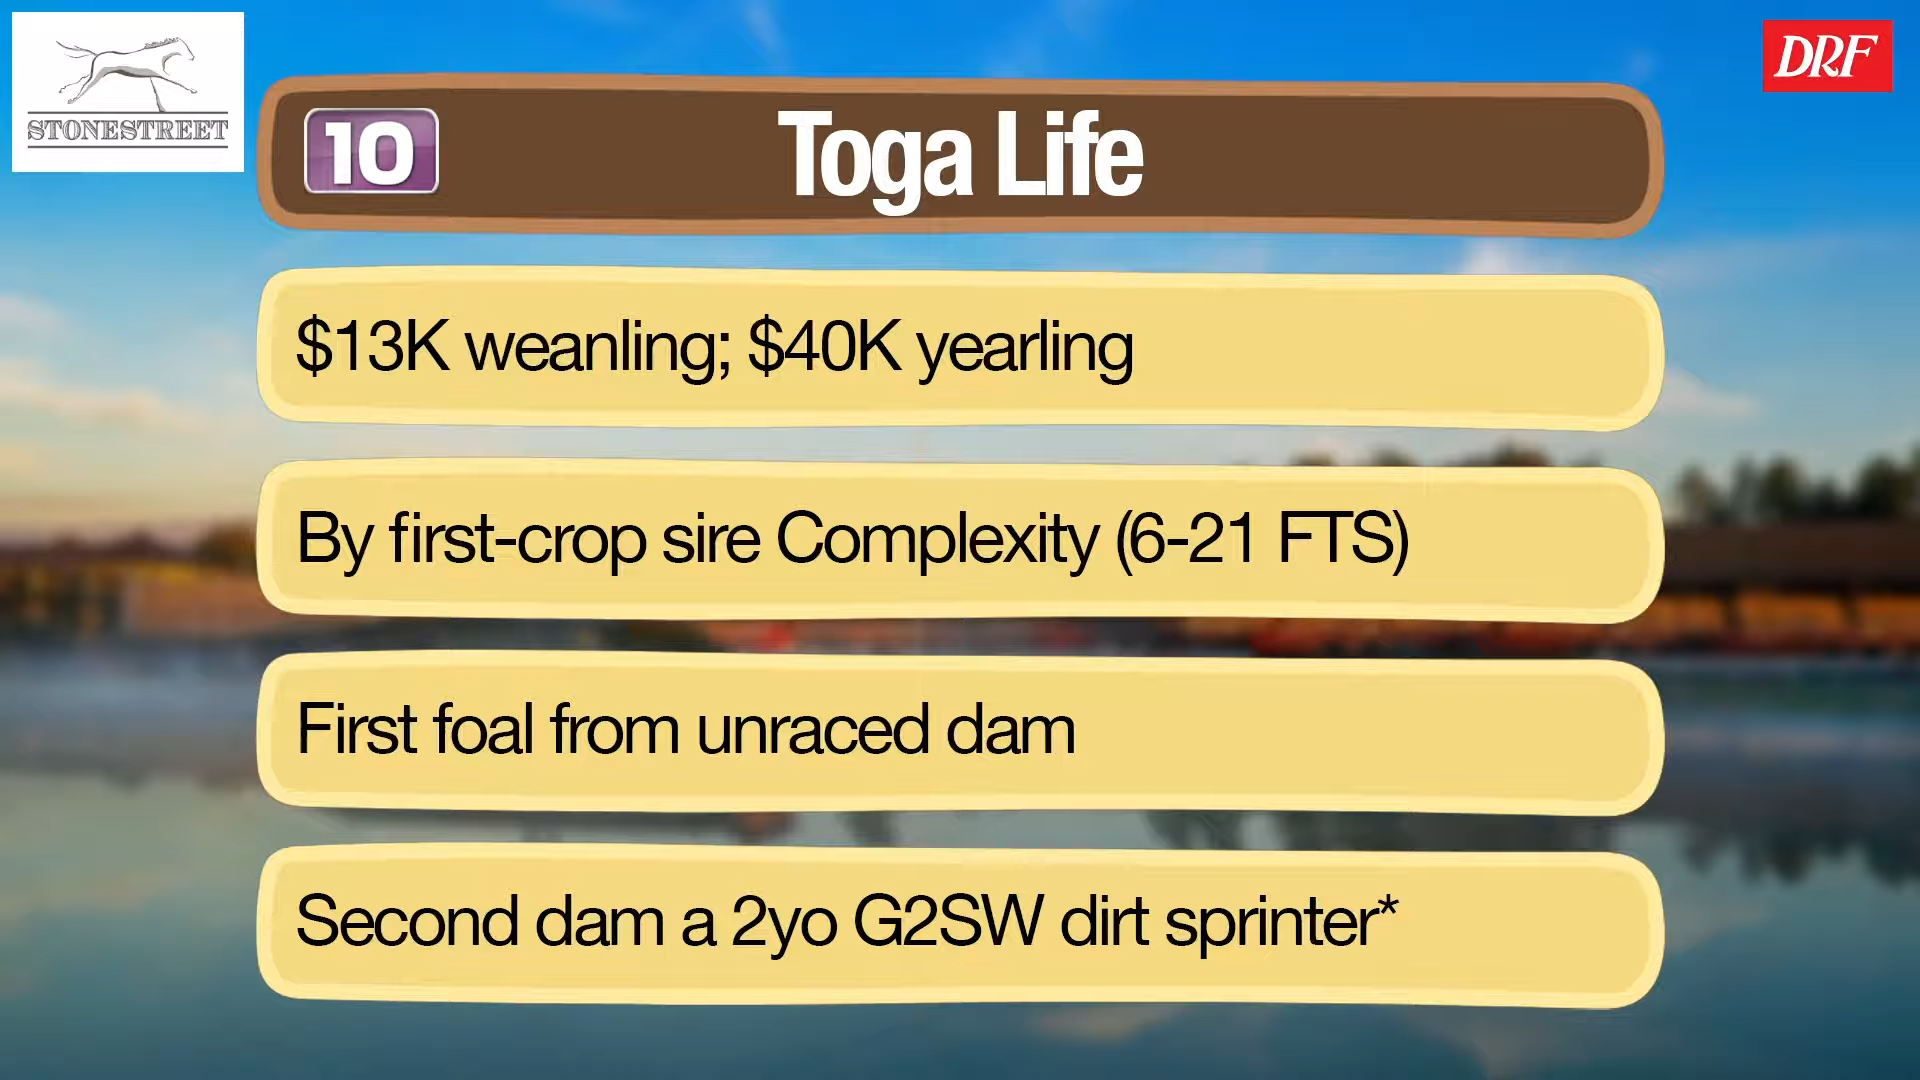 STONESTREET
DRF
10
Toga Life
$13K weanling; $40K yearling
By first-crop sire Complexity (6-21 FTS)
First foal from unraced dam
Second dam a 2yo G2SW dirt sprinter*